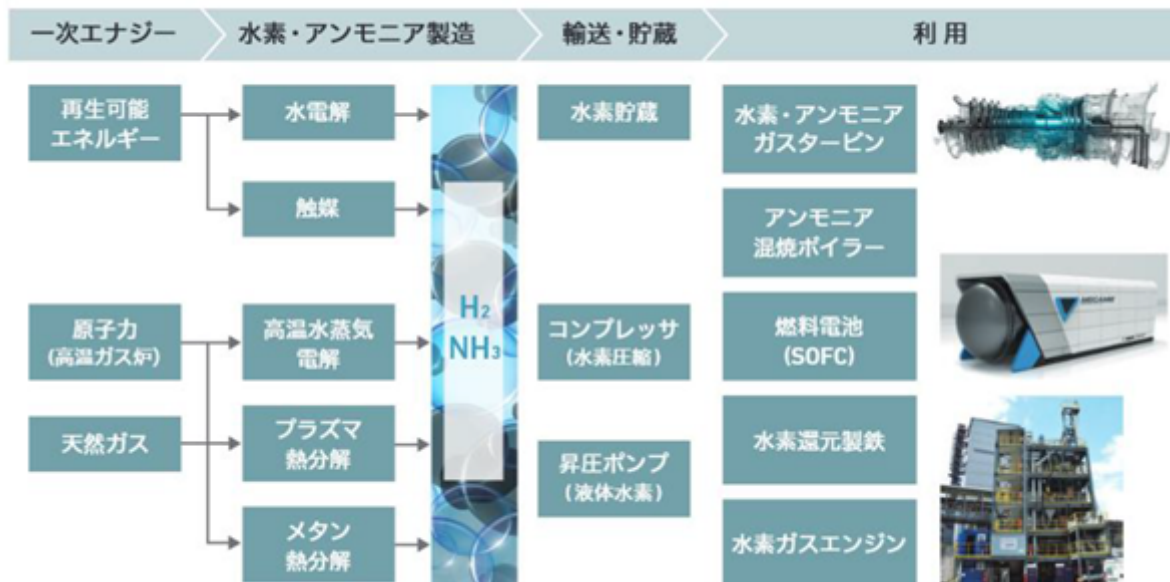 一次エナジー
水素・アンモニア製造
輸送・貯蔵
利用
再生可能
エネルギー
水電解
触媒
原子力
(高温ガス炉)
天然ガス
高温水蒸気
電解
プラズマ
熱分解
メタン
熱分解
H₂
NH₃
水素貯蔵
コンプレッサ
(水素圧縮)
昇圧ポンプ
(液体水素)
水素・アンモニア
ガスタービン
アンモニア
混焼ボイラー
燃料電池
(SOFC)
水素還元製鉄
水素ガスエンジン